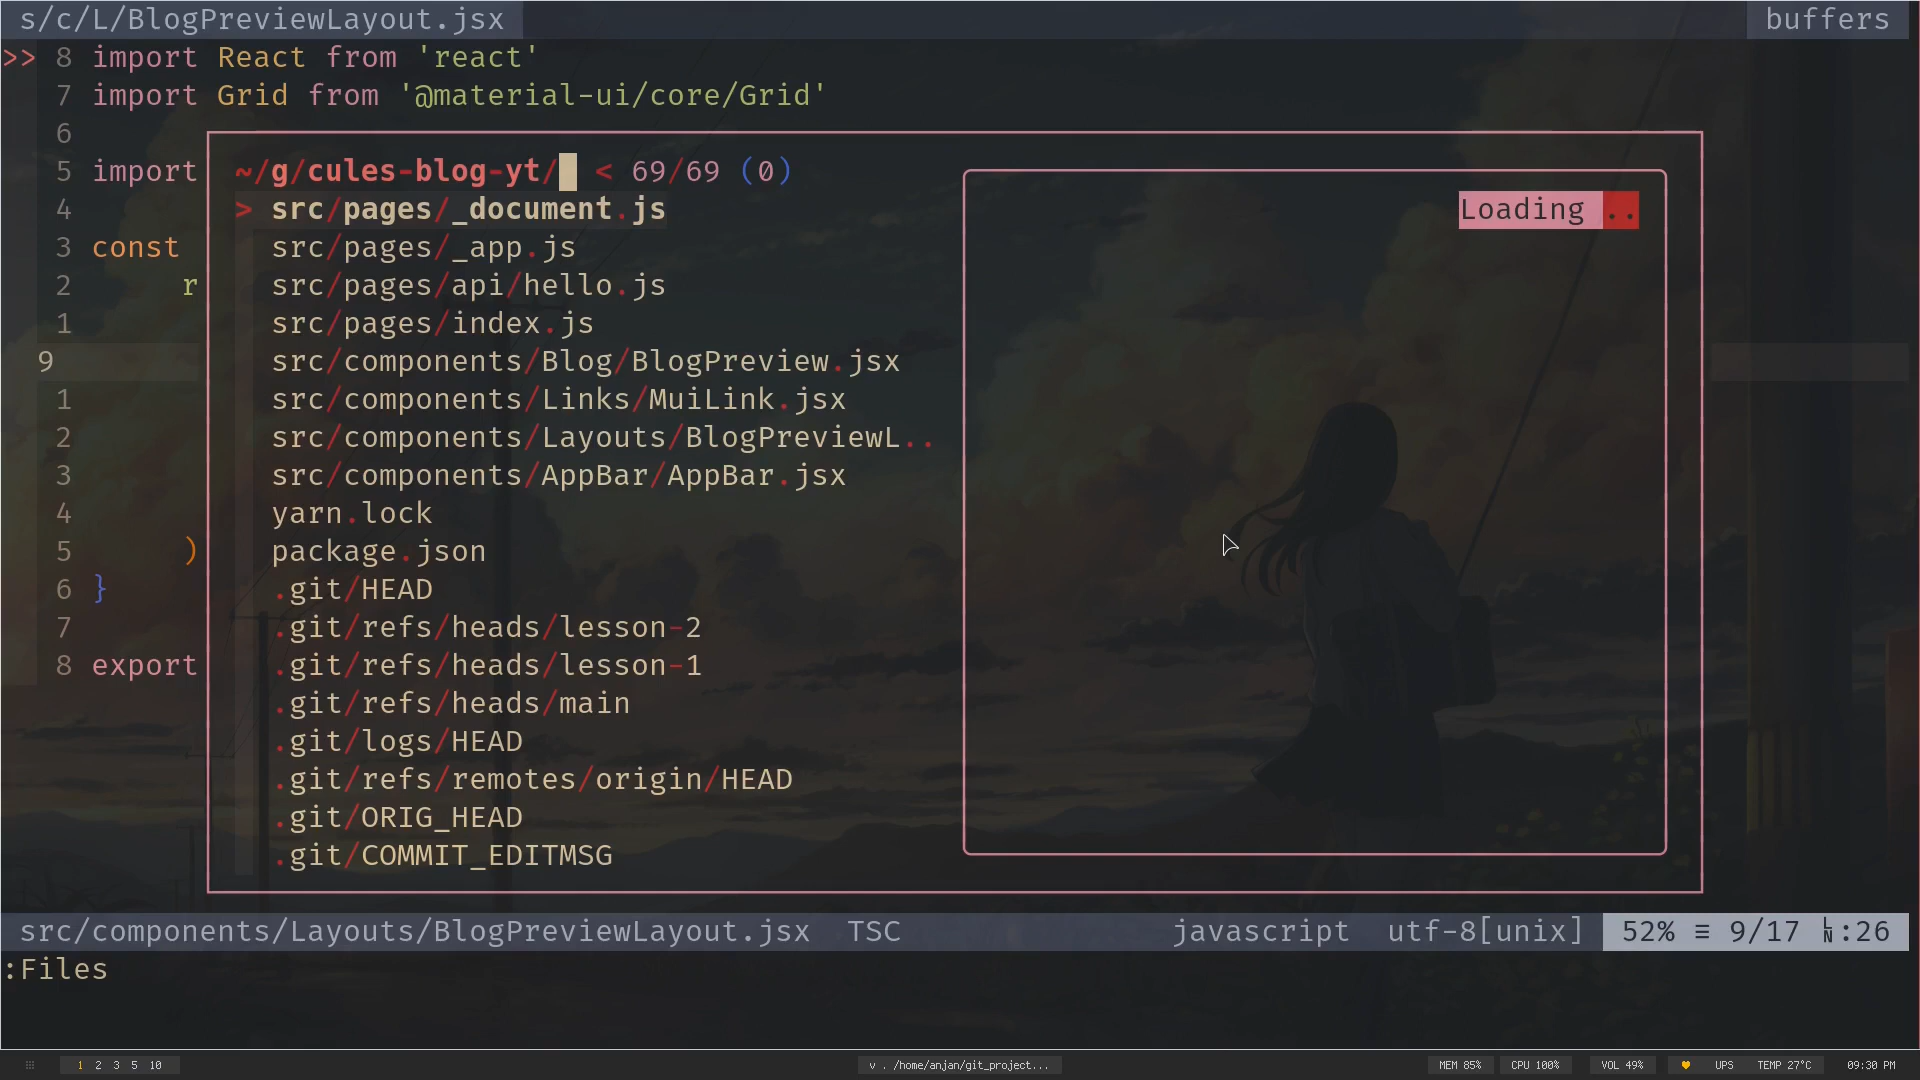 s/c/L/BlogPreviewLayout.jsx buffers
>> 8 import React from 'react'
7 import Grid from '@material-ui/core/Grid'
6
5 import ~/g/cules-blog-yt/ < 69/69 (0)
4 > src/pages/_document.js Loading ..
3 const src/pages/_app.js
2 r src/pages/api/hello.js
1 src/pages/index.js
9 src/components/Blog/BlogPreview.jsx
1 src/components/Links/MuiLink.jsx
2 src/components/Layouts/BlogPreviewL..
3 src/components/AppBar/AppBar.jsx
4 yarn.lock
5 ) package.json
6 } .git/HEAD
7 .git/refs/heads/lesson-2
8 export .git/refs/heads/lesson-1
.git/refs/heads/main
.git/logs/HEAD
.git/refs/remotes/origin/HEAD
.git/ORIG_HEAD
.git/COMMIT_EDITMSG
src/components/Layouts/BlogPreviewLayout.jsx TSC javascript utf-8[unix] 52% ≡ 9/17 ㏑:26
:Files
1 2 3 5 10 v . /home/anjan/git_project... MEM 85% CPU 100% VOL 49% UPS TEMP 27°C 09:30 PM